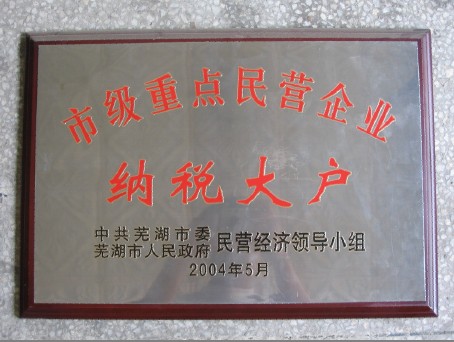 市级重点民营企业
纳税大户
中共芜湖市委
芜湖市人民政府 民营经济领导小组
2004年5月